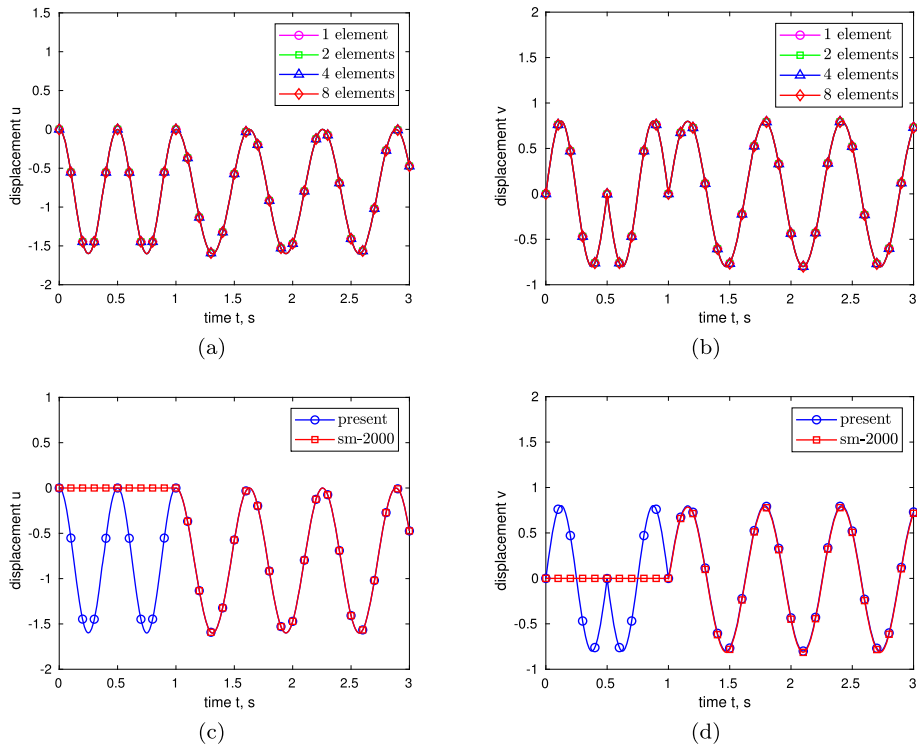 1.5
1
0.5
0
-0.5
-1
-1.5
-2
displacement u
0 0.5 1 1.5 2 2.5 3
time t, s
1 element
2 elements
4 elements
8 elements
(a)
2
1.5
1
0.5
0
-0.5
-1
displacement v
0 0.5 1 1.5 2 2.5 3
time t, s
1 element
2 elements
4 elements
8 elements
(b)
1
0.5
0
-0.5
-1
-1.5
-2
displacement u
0 0.5 1 1.5 2 2.5 3
time t, s
present
sm-2000
(c)
2
1.5
1
0.5
0
-0.5
-1
displacement v
0 0.5 1 1.5 2 2.5 3
time t, s
present
sm-2000
(d)